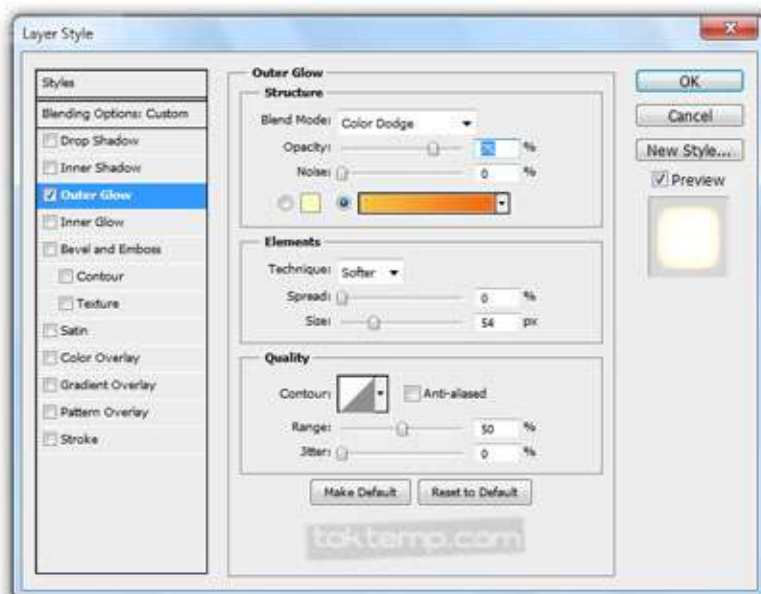 Layer Style
Styles
Blending Options: Custom
Drop Shadow
Inner Shadow
Outer Glow
Inner Glow
Bevel and Emboss
Contour
Texture
Satin
Color Overlay
Gradient Overlay
Pattern Overlay
Stroke
Outer Glow
Structure
Blend Mode: Color Dodge
Opacity: 75 %
Noise: 0 %
Elements
Technique: Softer
Spread: 0 %
Size: 54 px
Quality
Contour: Anti-aliased
Range: 50 %
Jitter: 0 %
Make Default Reset to Default
toktemp.com
OK
Cancel
New Style...
Preview